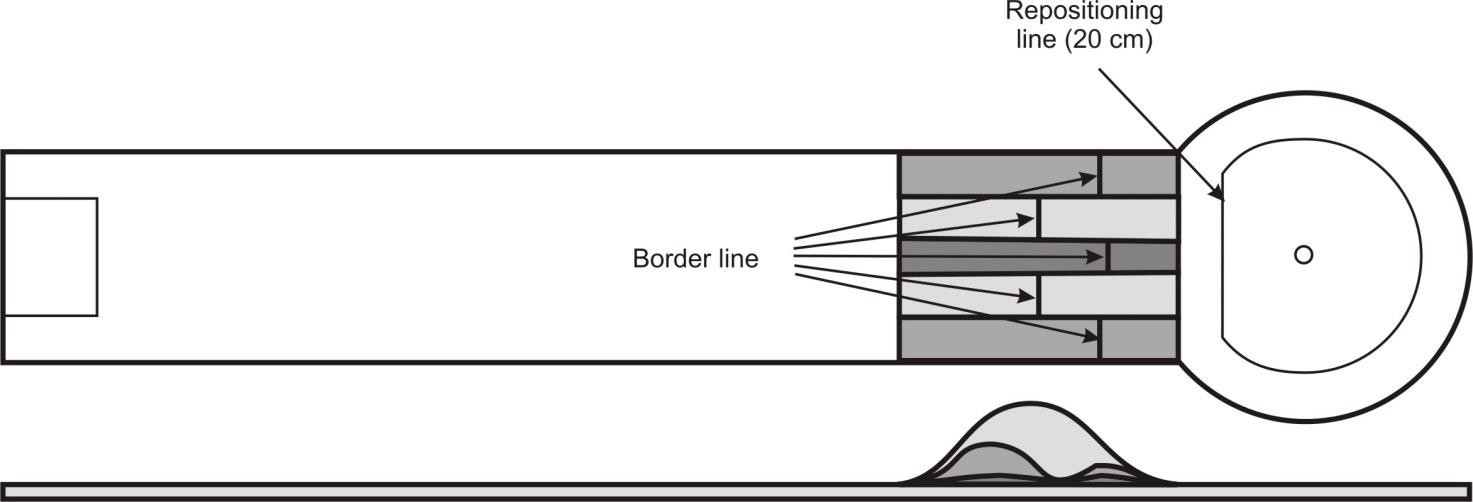 Repositioning
line (20 cm)
Border line